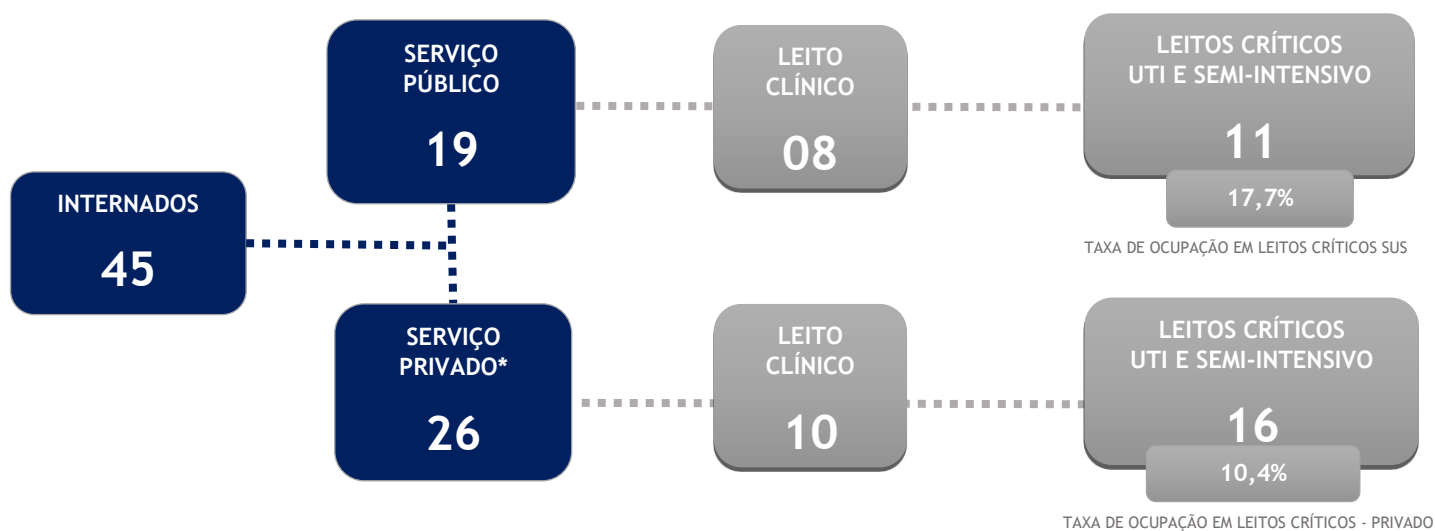 INTERNADOS
45
SERVIÇO
PÚBLICO
19
LEITO
CLÍNICO
08
LEITOS CRÍTICOS
UTI E SEMI-INTENSIVO
11
17,7%
TAXA DE OCUPAÇÃO EM LEITOS CRÍTICOS SUS
SERVIÇO
PRIVADO*
26
LEITO
CLÍNICO
10
LEITOS CRÍTICOS
UTI E SEMI-INTENSIVO
16
10,4%
TAXA DE OCUPAÇÃO EM LEITOS CRÍTICOS - PRIVADO